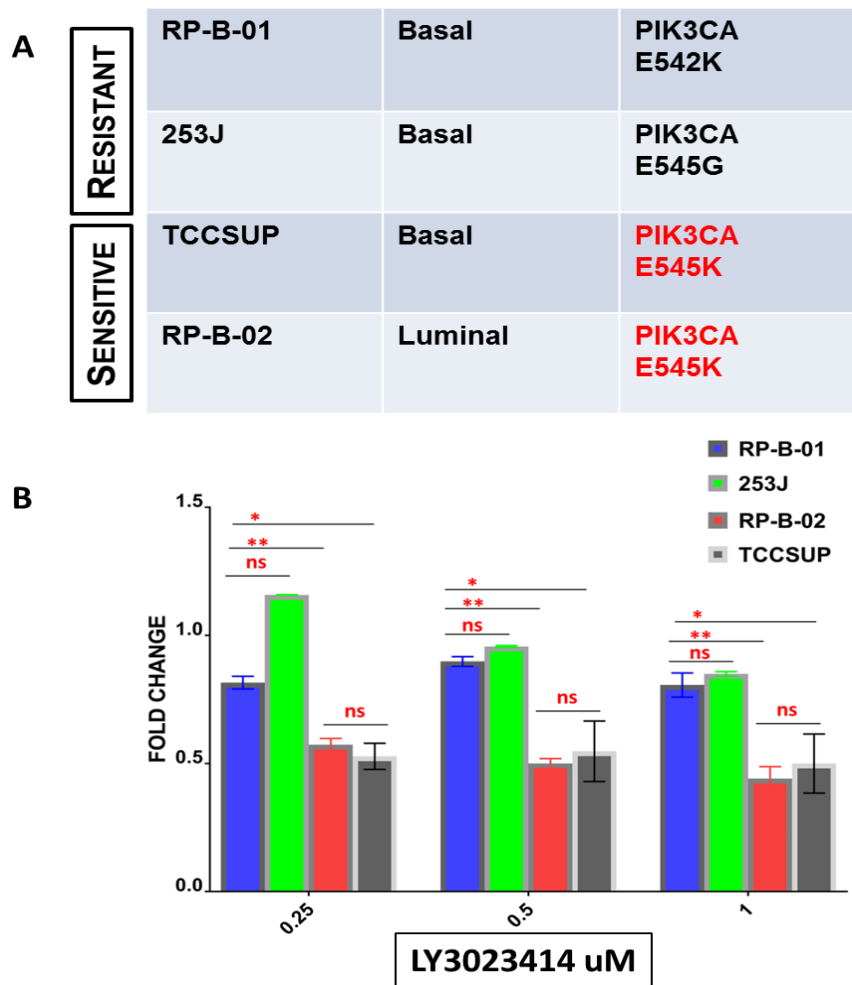 A
RESISTANT
RP-B-01 Basal PIK3CA
E542K
253J Basal PIK3CA
E545G
SENSITIVE
TCCSUP Basal PIK3CA
E545K
RP-B-02 Luminal PIK3CA
E545K
B
RP-B-01
253J
RP-B-02
TCCSUP
FOLD CHANGE
1.5
1.0
0.5
0.0
*
**
ns
ns
*
**
ns
ns
*
**
ns
ns
0.25
0.5
1
LY3023414 uM